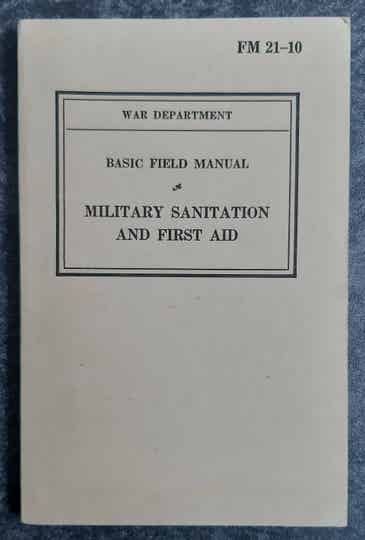 FM 21–10
WAR DEPARTMENT
BASIC FIELD MANUAL
MILITARY SANITATION
AND FIRST AID